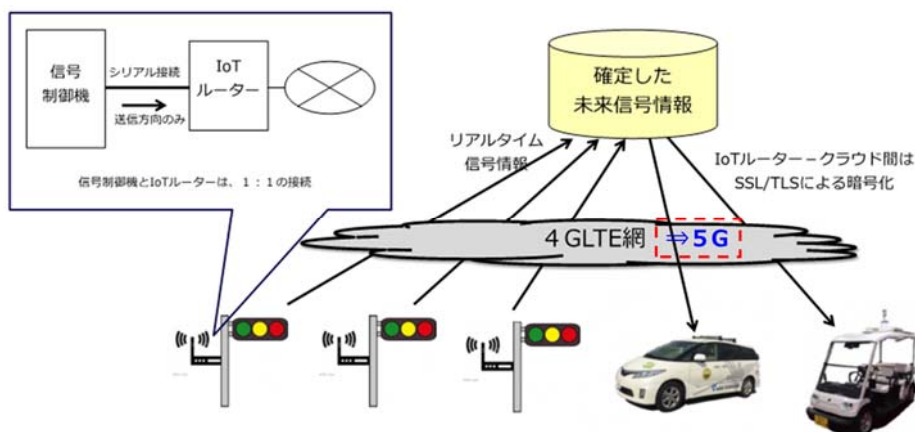 信号
制御機
シリアル接続
送信方向のみ
IoT
ルーター
信号制御機とIoTルーターは、1：1の接続
確定した
未来信号情報
リアルタイム
信号情報
IoTルーター－クラウド間は
SSL/TLSによる暗号化
4GLTE網 ⇒5G